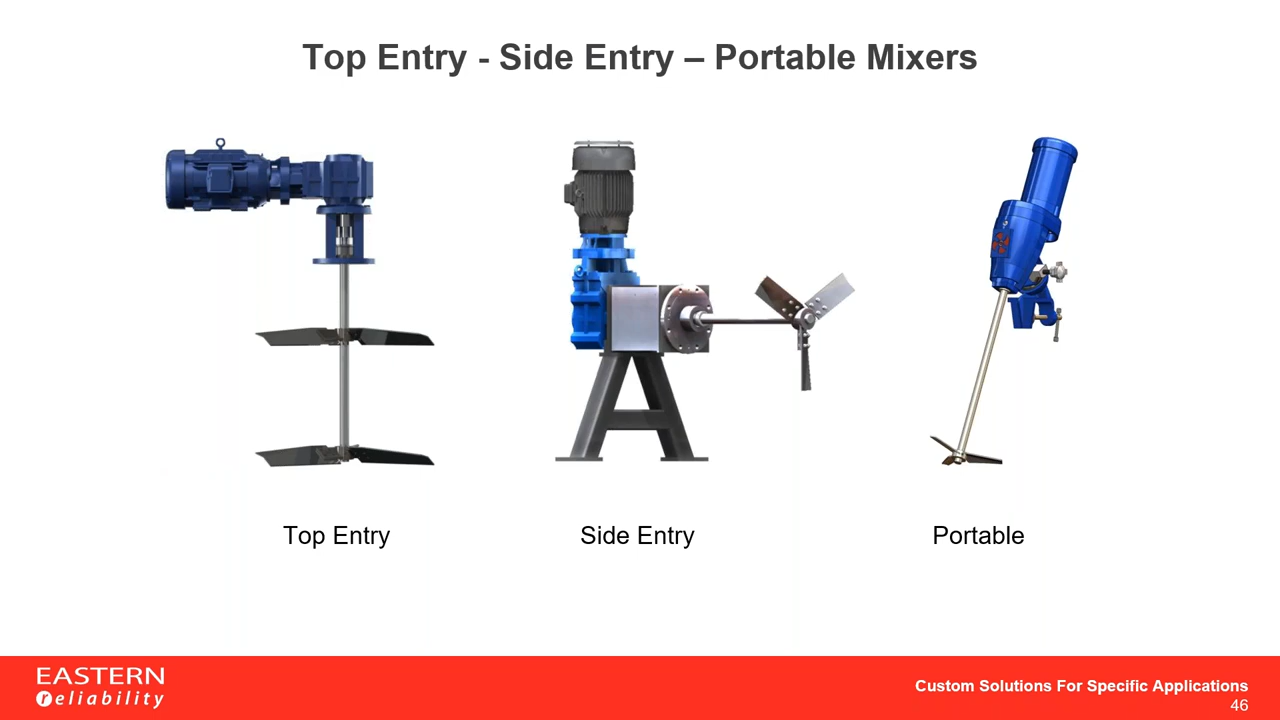 Top Entry - Side Entry – Portable Mixers
Top Entry
Side Entry
Portable
EASTERN
reliability
Custom Solutions For Specific Applications
46